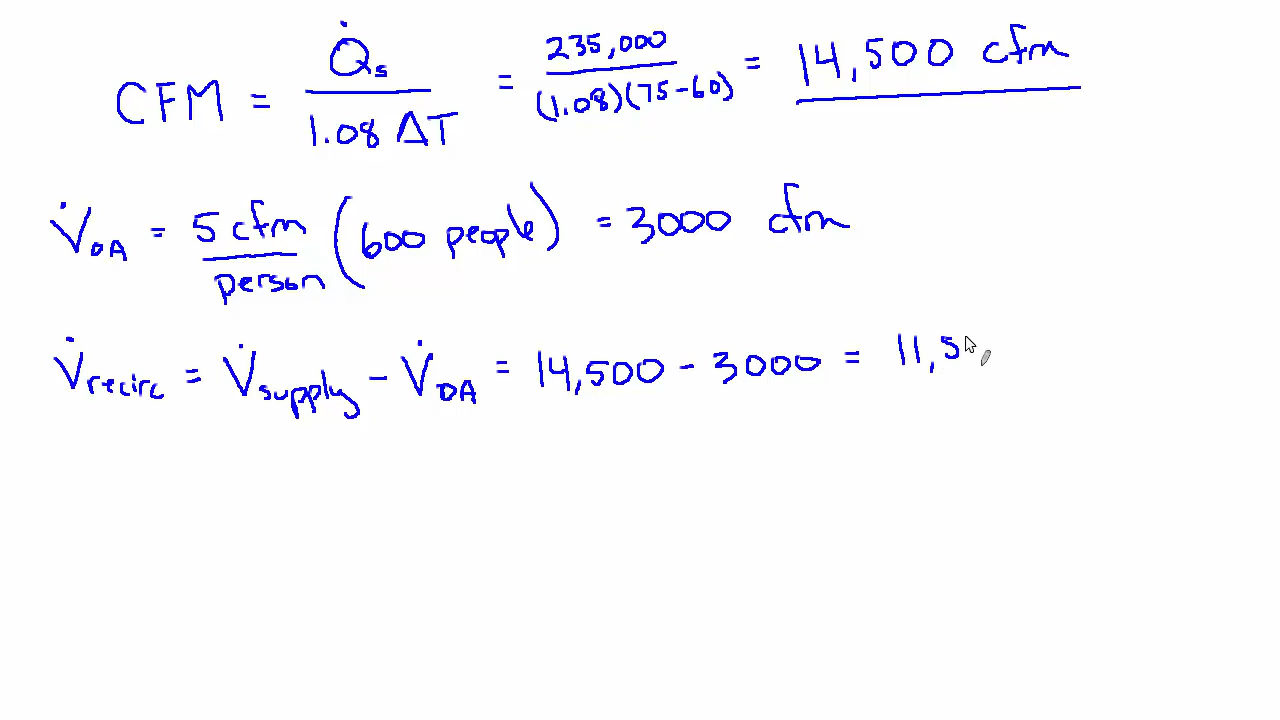 CFM = Q̇s / 1.08 ΔT = 235,000 / (1.08)(75-60) = 14,500 cfm
V̇OA = 5 cfm / person (600 people) = 3000 cfm
V̇recirc = V̇supply - V̇OA = 14,500 - 3000 = 11,5